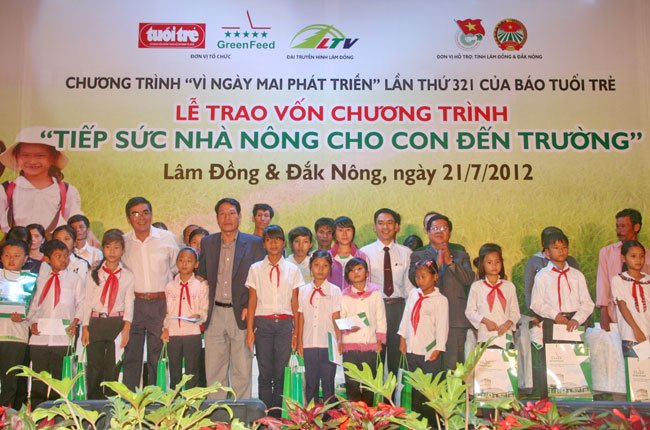 tuổi trẻ
GreenFeed
LTV
ĐƠN VỊ TỔ CHỨC
ĐÀI TRUYỀN HÌNH LÂM ĐỒNG
ĐƠN VỊ HỖ TRỢ: TỈNH LÂM ĐỒNG & ĐẮK NÔNG
CHƯƠNG TRÌNH “VÌ NGÀY MAI PHÁT TRIỂN” LẦN THỨ 321 CỦA BÁO TUỔI TRẺ
LỄ TRAO VỐN CHƯƠNG TRÌNH
“TIẾP SỨC NHÀ NÔNG CHO CON ĐẾN TRƯỜNG”
Lâm Đồng & Đắk Nông, ngày 21/7/2012